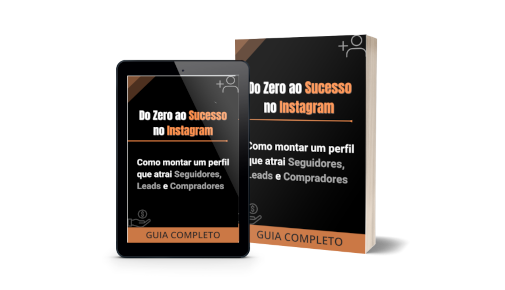 Do Zero ao Sucesso
no Instagram
Como montar um perfil
que atrai Seguidores,
Leads e Compradores
GUIA COMPLETO
Do Zero ao Sucesso
no Instagram
Como montar um perfil
que atrai Seguidores,
Leads e Compradores
GUIA COMPLETO